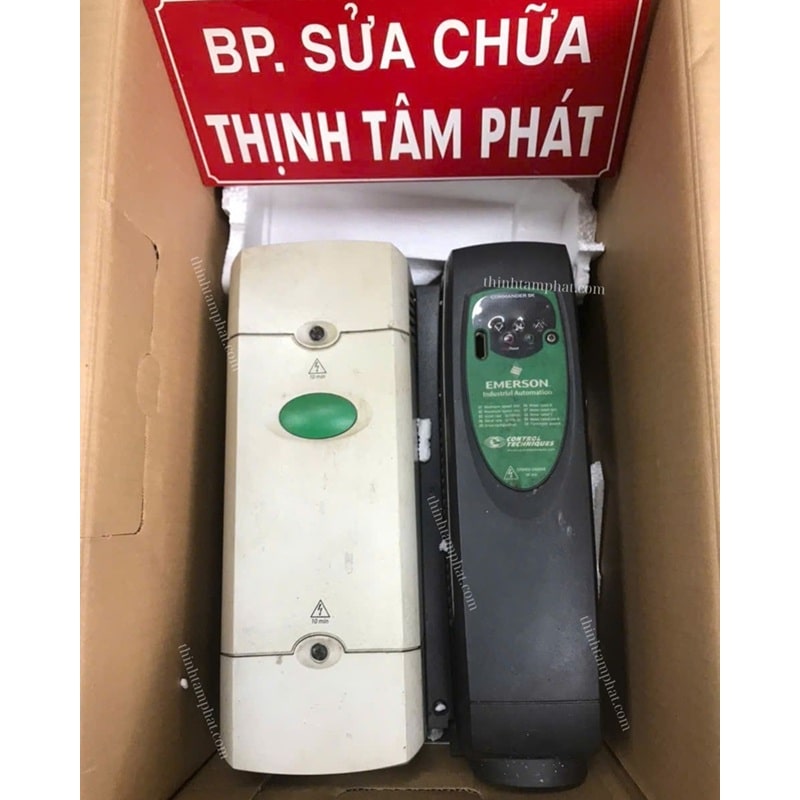 BP. SỬA CHỮA
THỊNH TÂM PHÁT
thinhtamphat.com
COMMANDER SK
EMERSON
Industrial Automation
CONTROL
TECHNIQUES
10 min
10 min
thinhtamphat.com
thinhtamphat.com
thinhtamphat.com
thinhtamphat.com